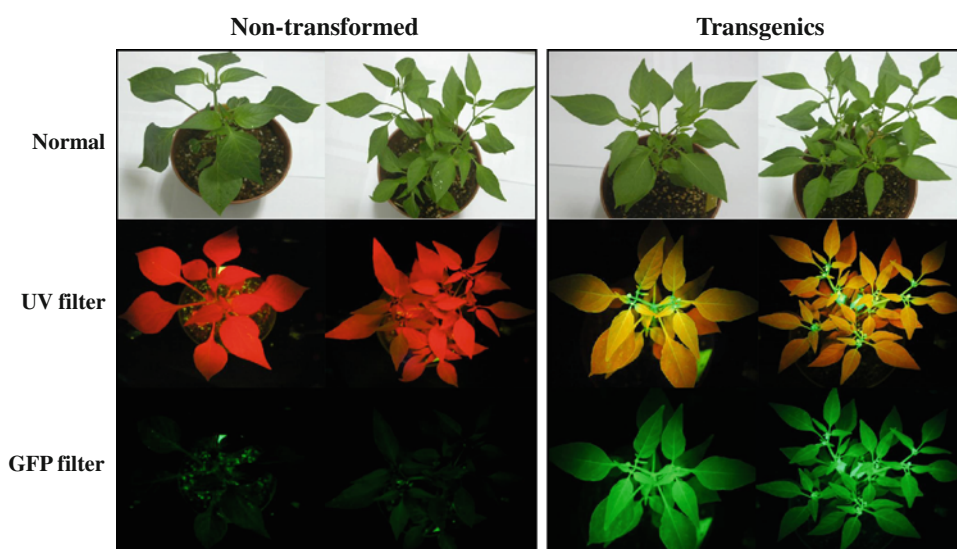 Non-transformed
Transgenics
Normal
UV filter
GFP filter